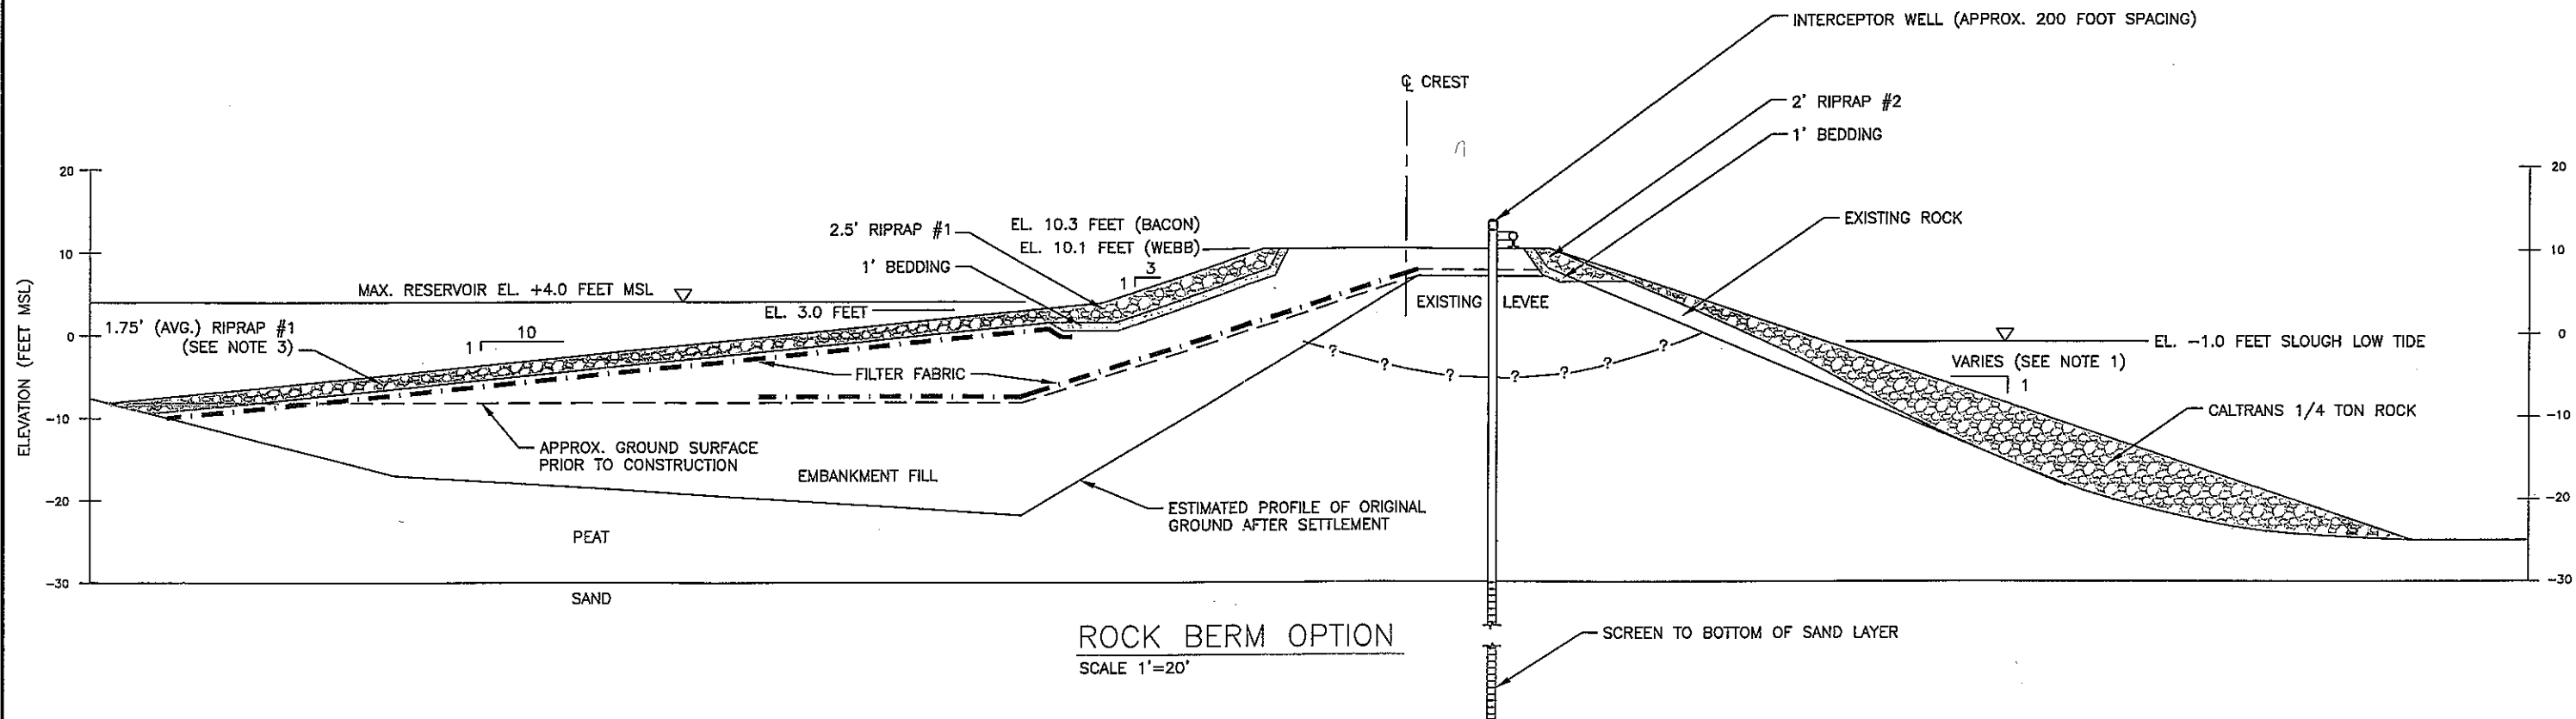 INTERCEPTOR WELL (APPROX. 200 FOOT SPACING)
℄ CREST
2' RIPRAP #2
1' BEDDING
EXISTING ROCK
20
10
0
-10
-20
-30
ELEVATION (FEET MSL)
2.5' RIPRAP #1
EL. 10.3 FEET (BACON)
EL. 10.1 FEET (WEBB)
1' BEDDING
3
1
MAX. RESERVOIR EL. +4.0 FEET MSL
EL. 3.0 FEET
1.75' (AVG.) RIPRAP #1
(SEE NOTE 3)
10
1
FILTER FABRIC
EXISTING LEVEE
? ? ? ? ? ? ?
EL. -1.0 FEET SLOUGH LOW TIDE
VARIES (SEE NOTE 1)
1
CALTRANS 1/4 TON ROCK
APPROX. GROUND SURFACE
PRIOR TO CONSTRUCTION
EMBANKMENT FILL
ESTIMATED PROFILE OF ORIGINAL
GROUND AFTER SETTLEMENT
PEAT
SAND
20
10
0
-10
-20
-30
ROCK BERM OPTION
SCALE 1'=20'
SCREEN TO BOTTOM OF SAND LAYER